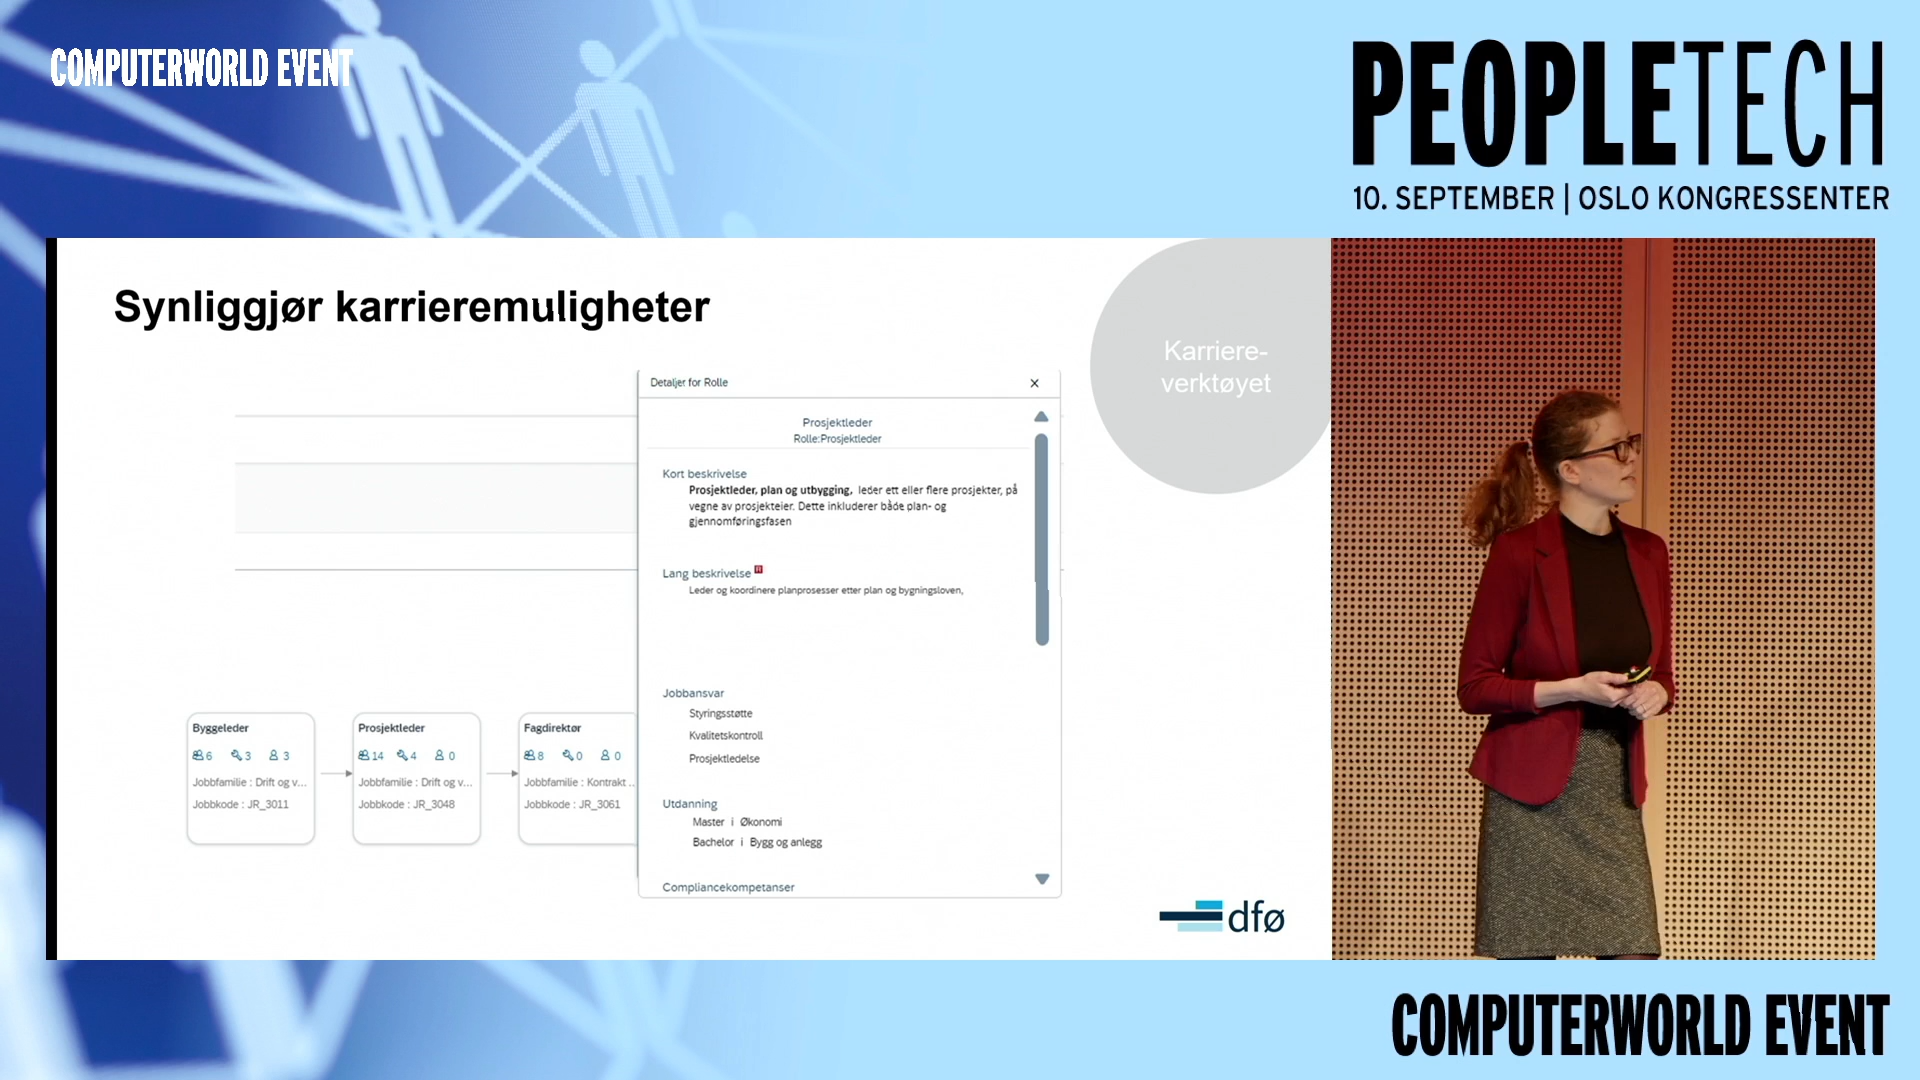 COMPUTERWORLD EVENT
PEOPLETECH
10. SEPTEMBER | OSLO KONGRESSENTER
Synliggjør karrieremuligheter
Karriere-
verktøyet
Detaljer for Rolle
Prosjektleder
Rolle:Prosjektleder
Kort beskrivelse
Prosjektleder, plan og utbygging, leder ett eller flere prosjekter, på
vegne av prosjekteier. Dette inkluderer både plan- og
gjennomføringsfasen
Lang beskrivelse
Leder og koordinere planprosesser etter plan og bygningsloven,
Jobbansvar
Styringsstøtte
Kvalitetskontroll
Prosjektledelse
Utdanning
Master i Økonomi
Bachelor i Bygg og anlegg
Compliancekompetanser
Byggeleder
6 3 3
Jobbfamilie : Drift og v...
Jobbkode : JR_3011
Prosjektleder
14 4 0
Jobbfamilie : Drift og v...
Jobbkode : JR_3048
Fagdirektør
8 0 0
Jobbfamilie : Kontrakt ..
Jobbkode : JR_3061
dfø
COMPUTERWORLD EVENT